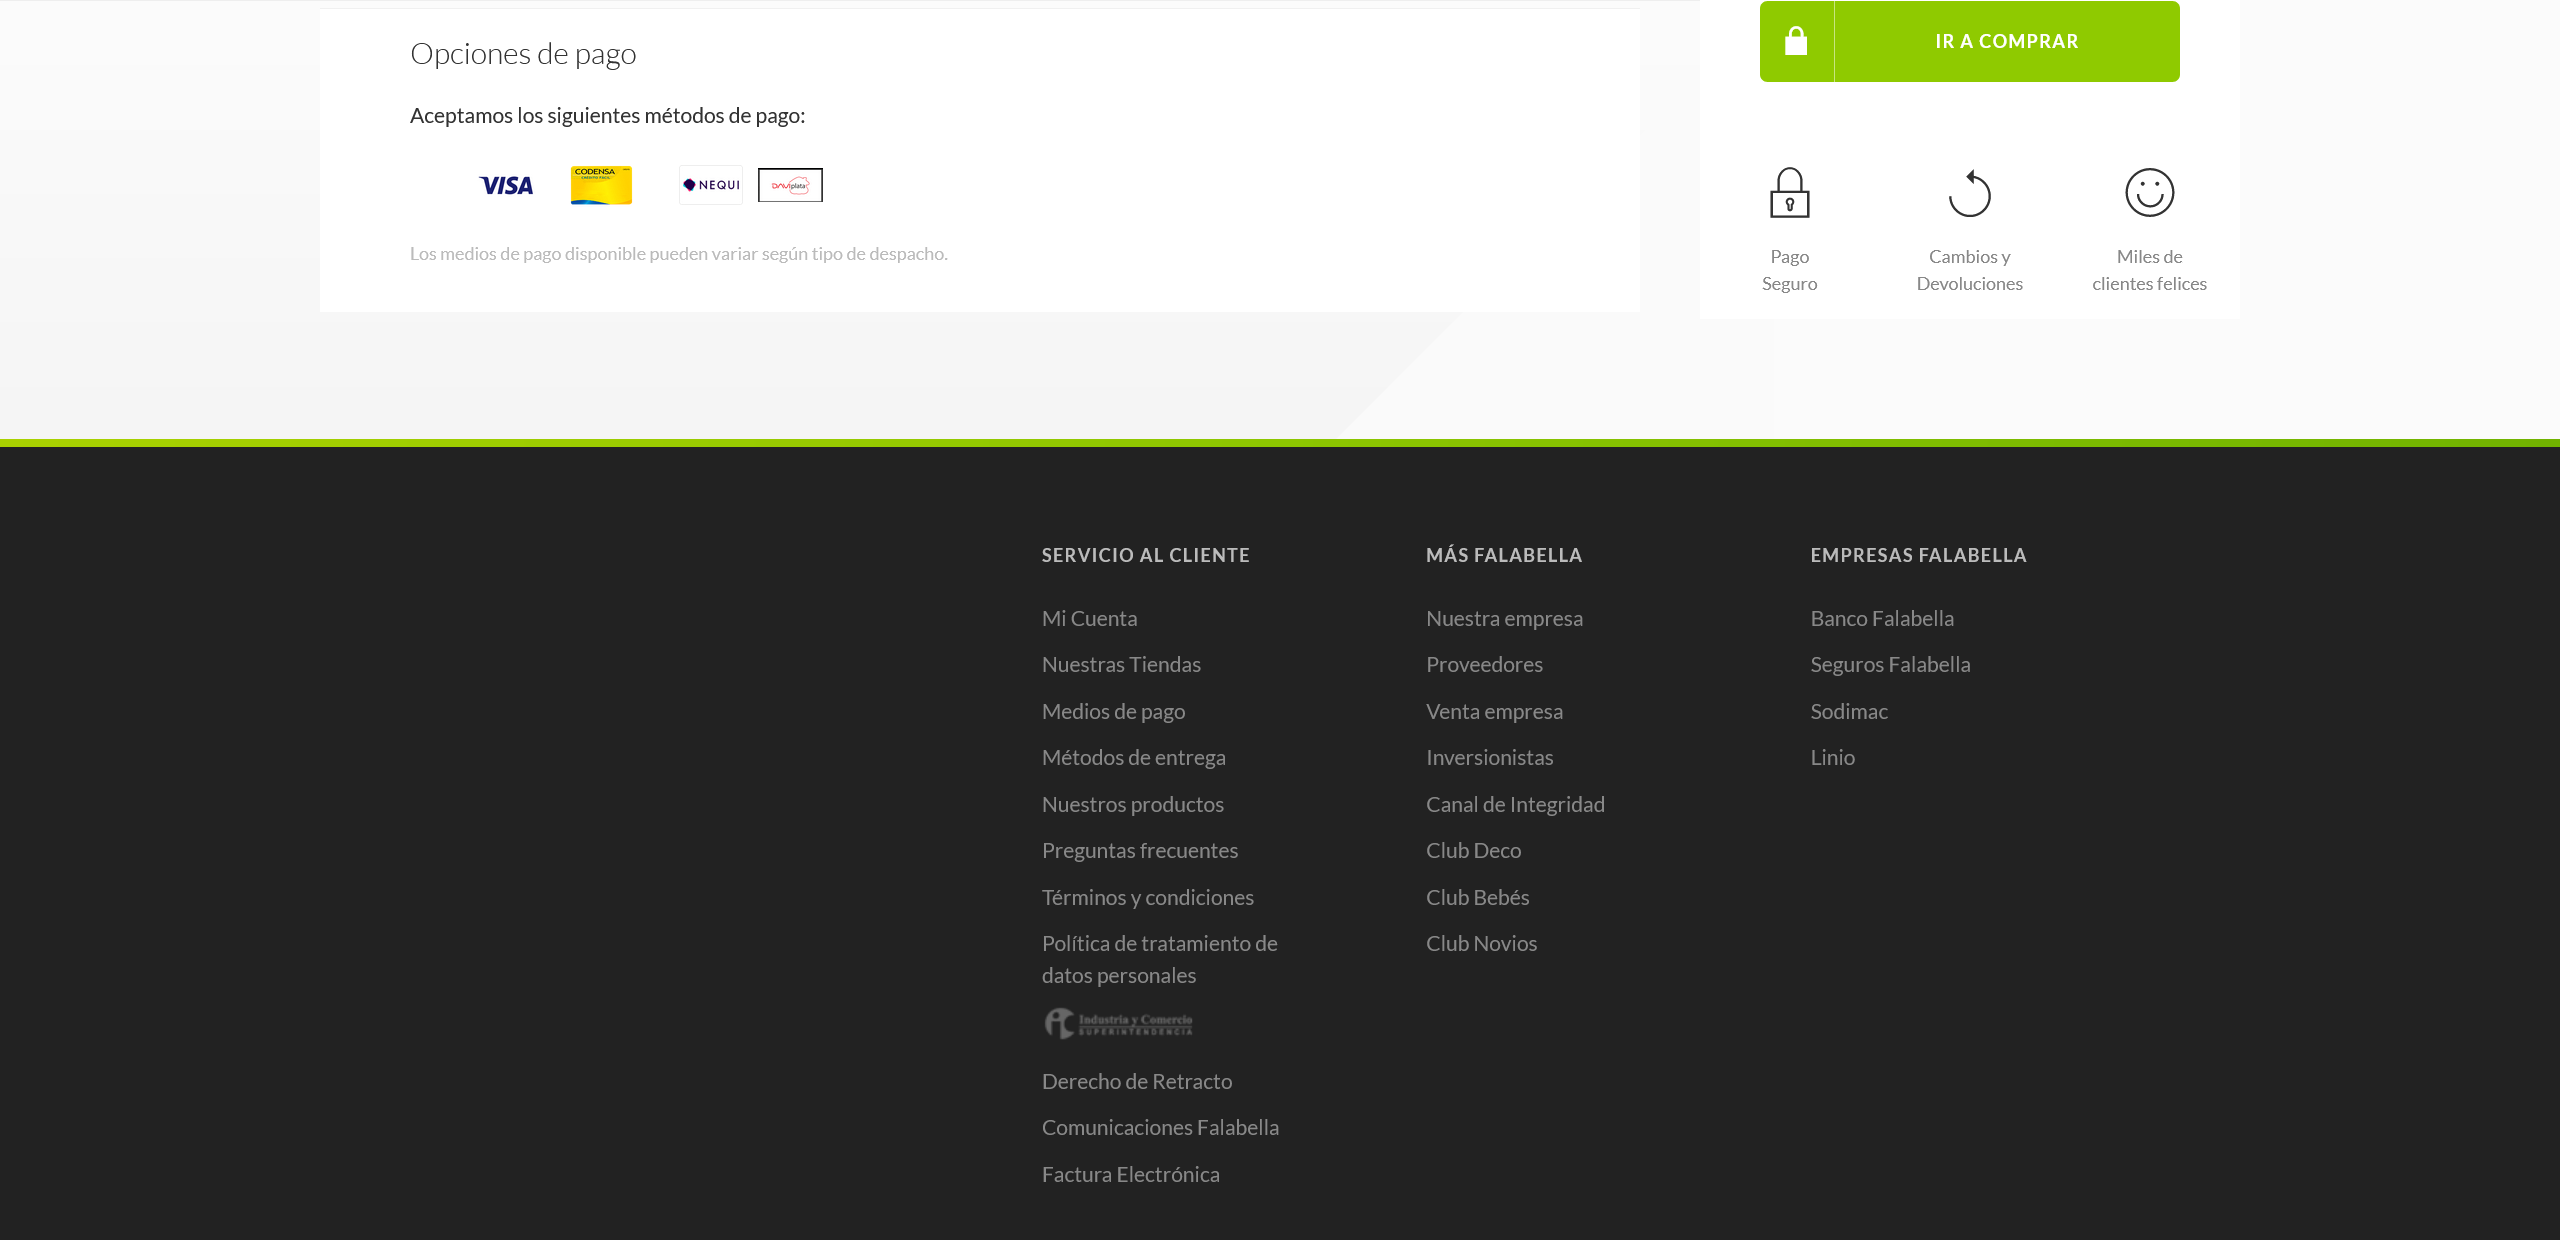 Opciones de pago
Aceptamos los siguientes métodos de pago:
VISA
CODENSA
NEQUI
DAVIplata
Los medios de pago disponible pueden variar según tipo de despacho.
IR A COMPRAR
Pago
Seguro
Cambios y
Devoluciones
Miles de
clientes felices
SERVICIO AL CLIENTE
Mi Cuenta
Nuestras Tiendas
Medios de pago
Métodos de entrega
Nuestros productos
Preguntas frecuentes
Términos y condiciones
Política de tratamiento de
datos personales
Industria y Comercio
SUPERINTENDENCIA
Derecho de Retracto
Comunicaciones Falabella
Factura Electrónica
MÁS FALABELLA
Nuestra empresa
Proveedores
Venta empresa
Inversionistas
Canal de Integridad
Club Deco
Club Bebés
Club Novios
EMPRESAS FALABELLA
Banco Falabella
Seguros Falabella
Sodimac
Linio